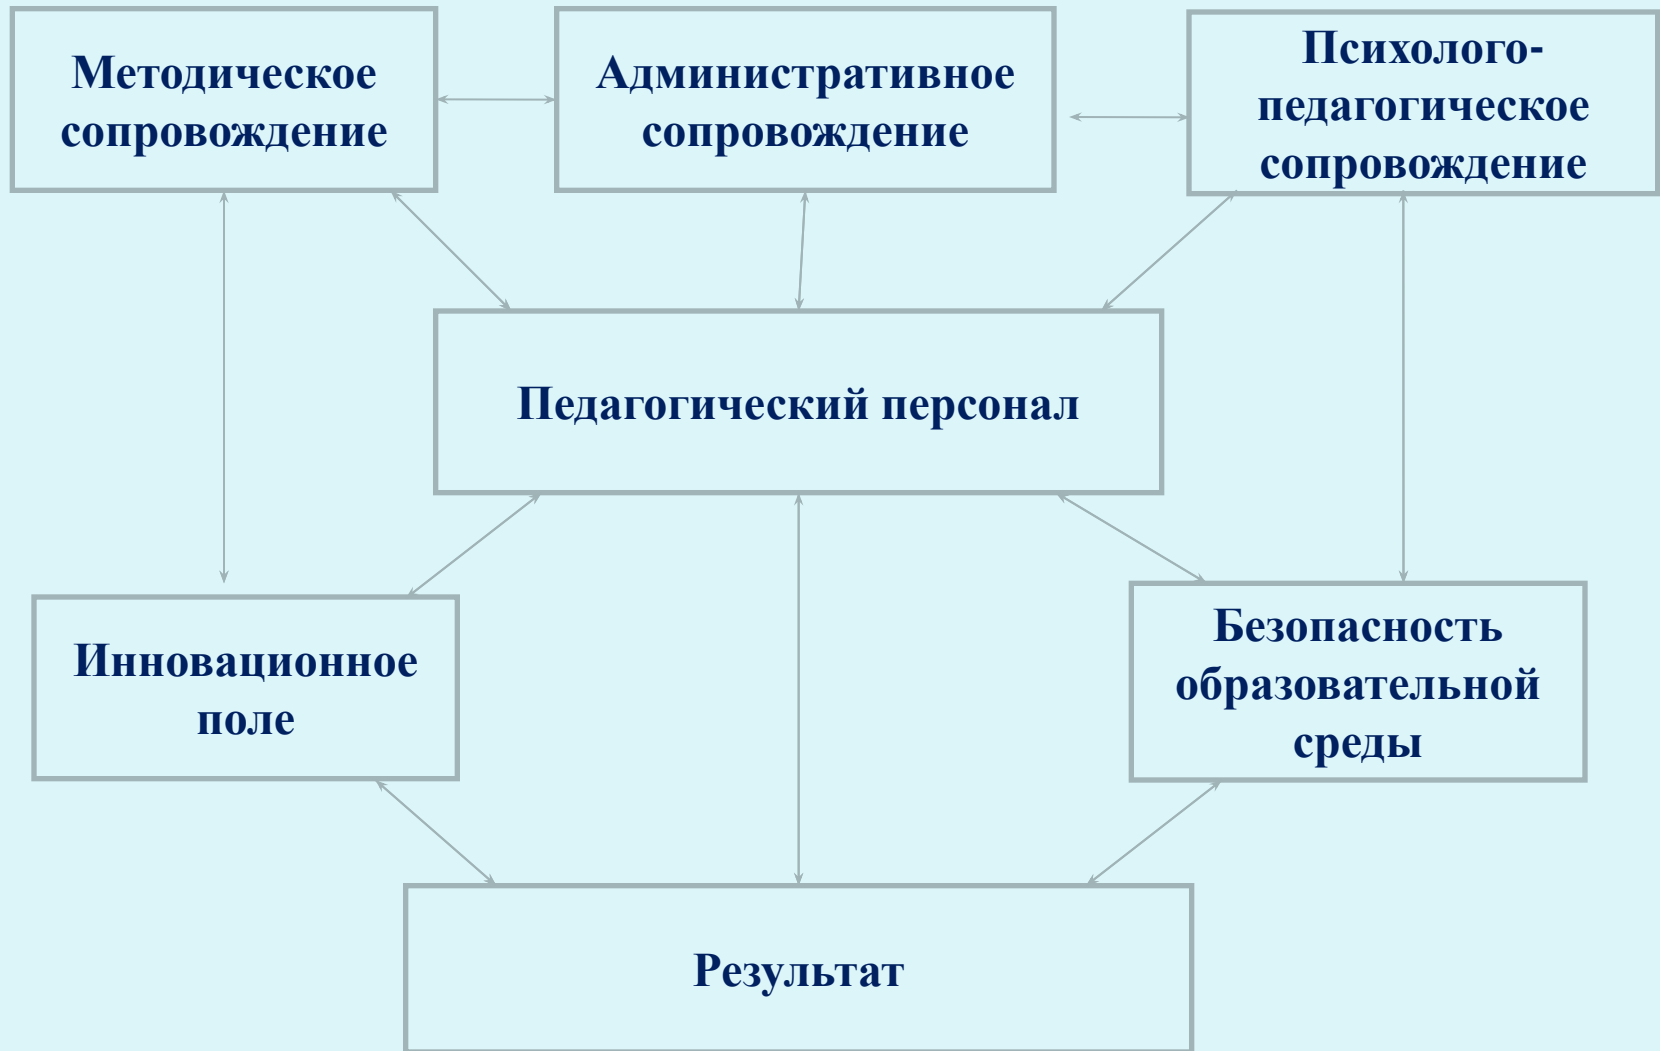 Методическое
сопровождение
Административное
сопровождение
Психолого-
педагогическое
сопровождение
Педагогический персонал
Инновационное
поле
Безопасность
образовательной
среды
Результат